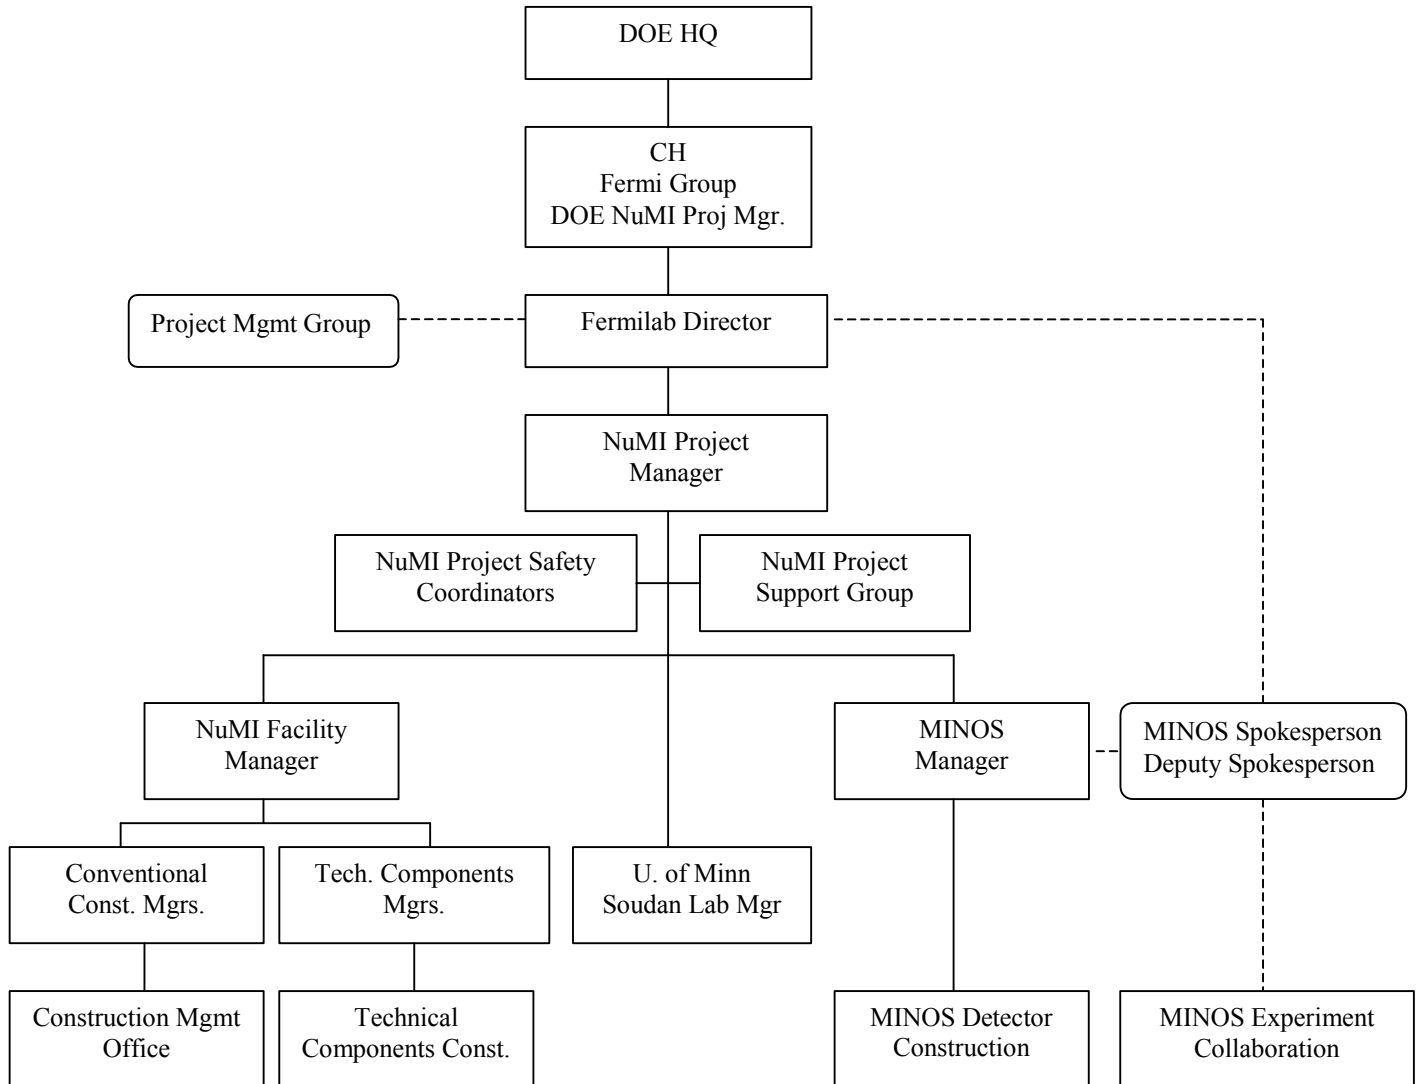 DOE HQ
CH
Fermi Group
DOE NuMI Proj Mgr.
Project Mgmt Group
Fermilab Director
NuMI Project
Manager
NuMI Project Safety
Coordinators
NuMI Project
Support Group
NuMI Facility
Manager
MINOS
Manager
MINOS Spokesperson
Deputy Spokesperson
Conventional
Const. Mgrs.
Tech. Components
Mgrs.
U. of Minn
Soudan Lab Mgr
Construction Mgmt
Office
Technical
Components Const.
MINOS Detector
Construction
MINOS Experiment
Collaboration